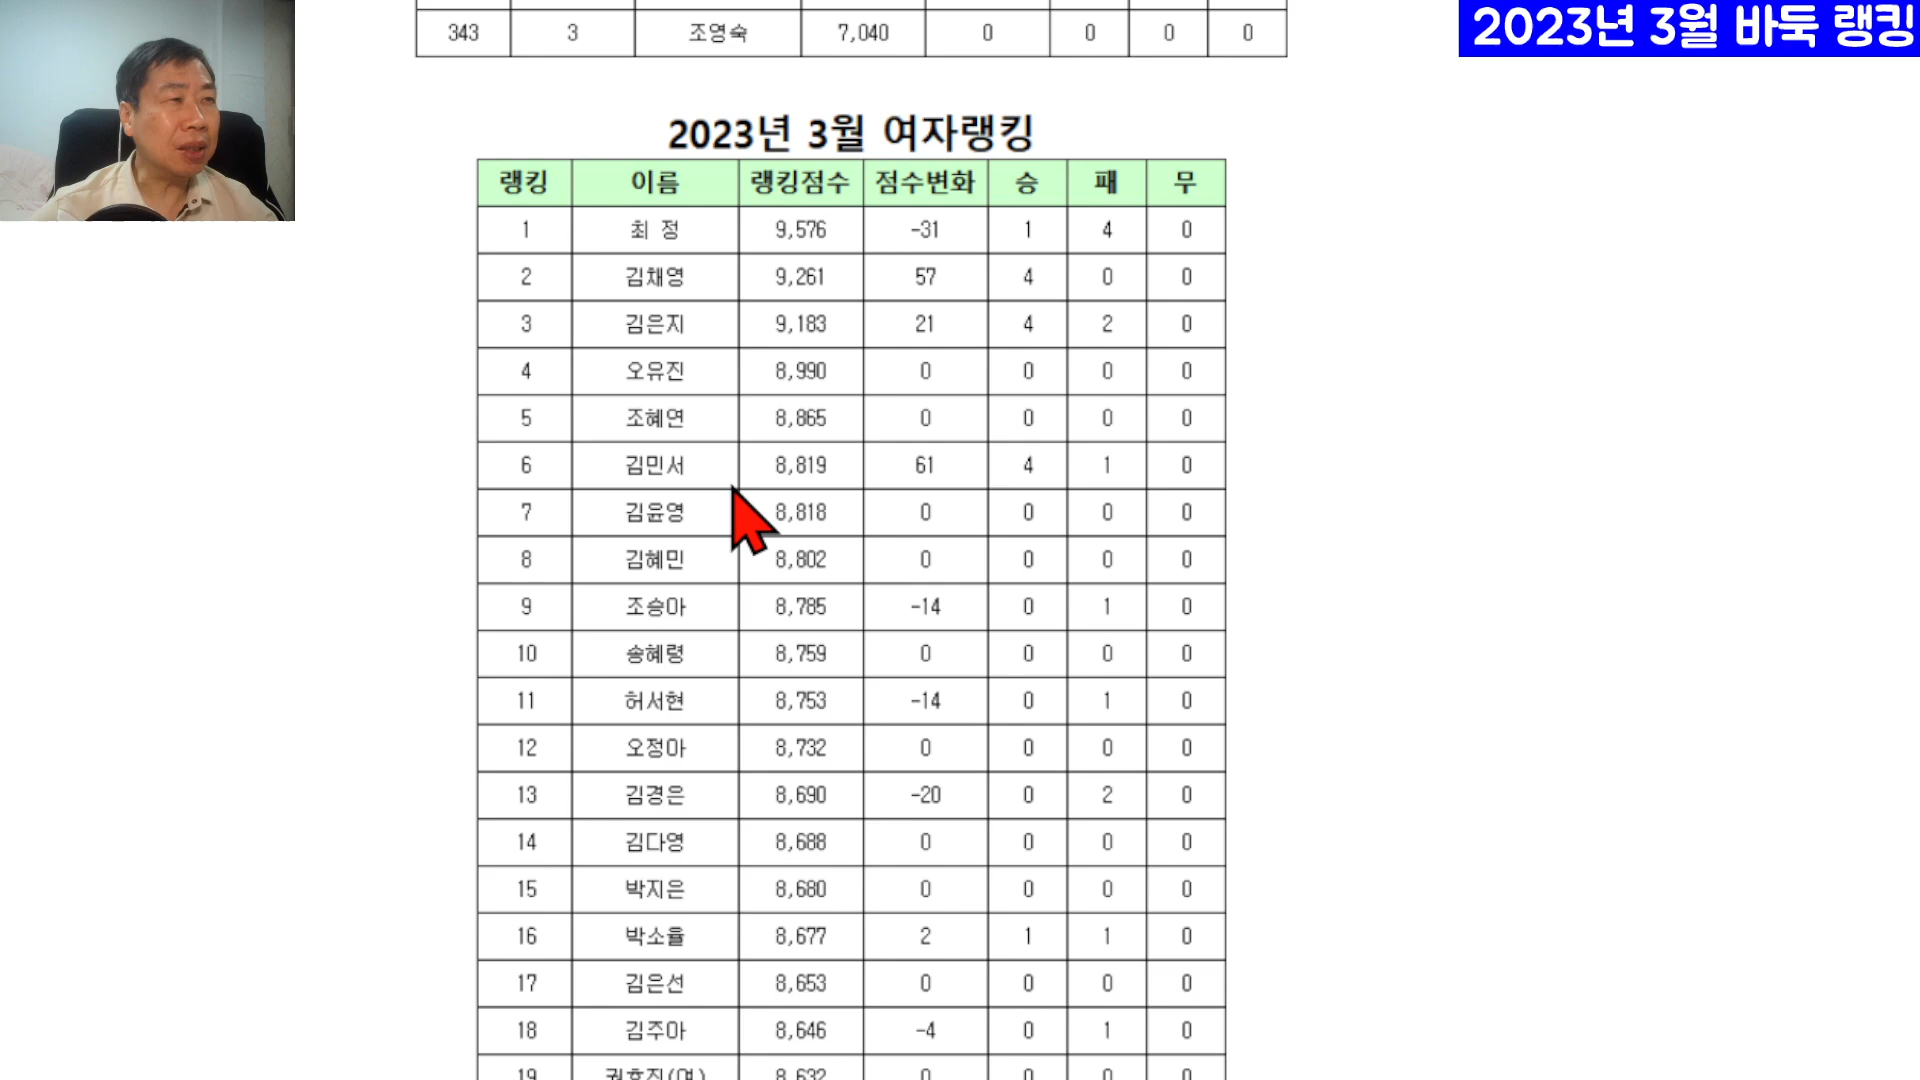 343 3 조영숙 7,040 0 0 0 0
2023년 3월 바둑 랭킹
2023년 3월 여자랭킹
랭킹 이름 랭킹점수 점수변화 승 패 무
1 최 정 9,576 -31 1 4 0
2 김채영 9,261 57 4 0 0
3 김은지 9,183 21 4 2 0
4 오유진 8,990 0 0 0 0
5 조혜연 8,865 0 0 0 0
6 김민서 8,819 61 4 1 0
7 김윤영 8,818 0 0 0 0
8 김혜민 8,802 0 0 0 0
9 조승아 8,785 -14 0 1 0
10 송혜령 8,759 0 0 0 0
11 허서현 8,753 -14 0 1 0
12 오정아 8,732 0 0 0 0
13 김경은 8,690 -20 0 2 0
14 김다영 8,688 0 0 0 0
15 박지은 8,680 0 0 0 0
16 박소율 8,677 2 1 1 0
17 김은선 8,653 0 0 0 0
18 김주아 8,646 -4 0 1 0
19 권효진(여) 8,632 0 0 0 0